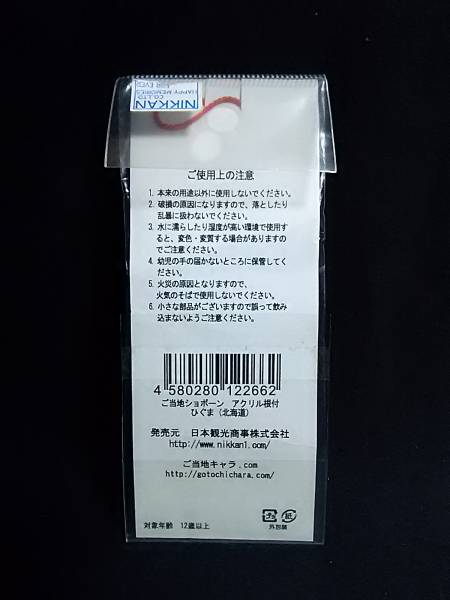 NIKKAN
CO.,LTD.
HAPPY MEMORIES
FOR EVER
ご使用上の注意
1. 本来の用途以外に使用しないでください。
2. 破損の原因になりますので、落としたり
乱暴に扱わないでください。
3. 水に濡らしたり湿度が高い環境で使用す
ると、変色・変質する場合がありますの
でご注意ください。
4. 幼児の手の届かないところに保管してく
ださい。
5. 火災の原因となりますので、
火気のそばで使用しないでください。
6. 小さな部品がございますので誤って飲み
込まないようご注意ください。
4 580280 122662
ご当地ショボーン アクリル根付
ひぐま（北海道）
発売元 日本観光商事株式会社
http://www.nikkan1.com/
ご当地キャラ.com
http://gotochichara.com/
対象年齢 12歳以上
プラ
紙
外包装